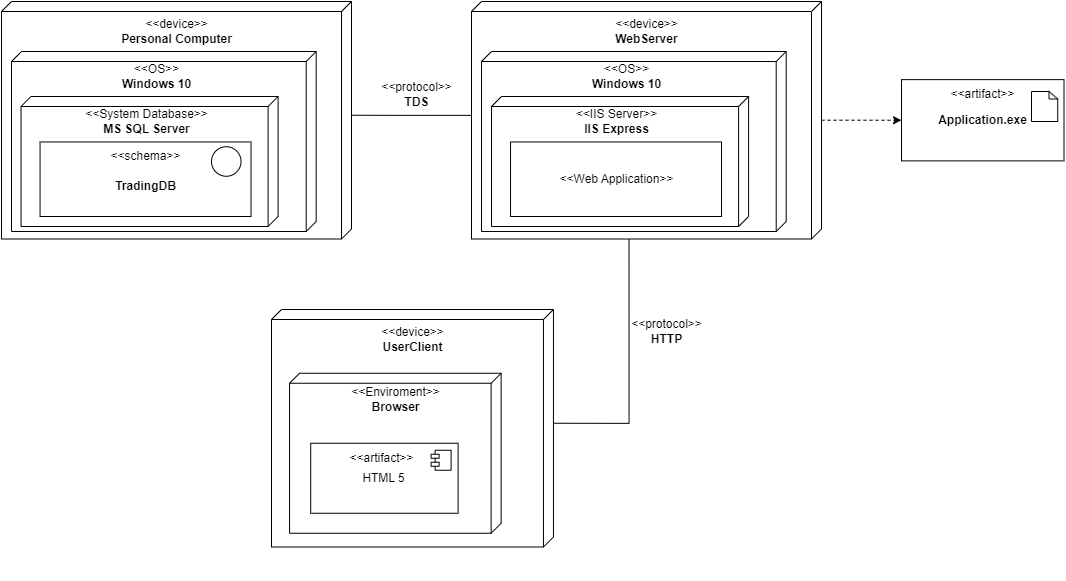 <<device>>
Personal Computer
<<OS>>
Windows 10
<<System Database>>
MS SQL Server
<<schema>>
TradingDB
<<protocol>>
TDS
<<device>>
WebServer
<<OS>>
Windows 10
<<IIS Server>>
IIS Express
<<Web Application>>
<<artifact>>
Application.exe
<<protocol>>
HTTP
<<device>>
UserClient
<<Enviroment>>
Browser
<<artifact>>
HTML 5